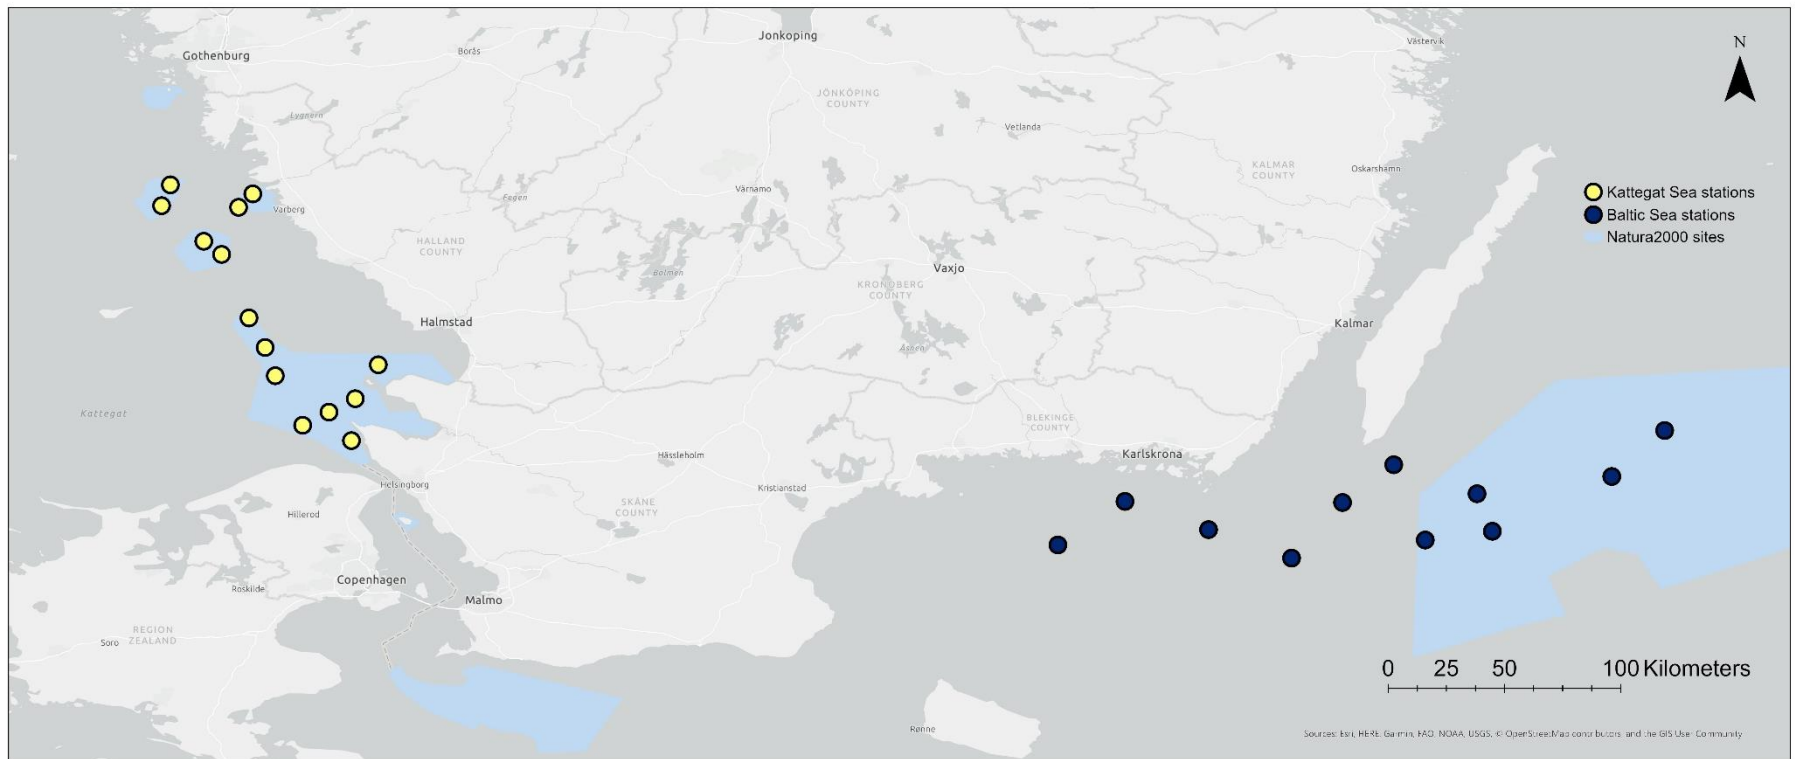 Gothenburg
Borås
Jonkoping
Västervik
N
JÖNKÖPING
COUNTY
Lygnern
Vetlanda
KALMAR
COUNTY
Oskarshamn
Fegen
Värnamo
Varberg
Kattegat Sea stations
Baltic Sea stations
Natura2000 sites
HALLAND
COUNTY
Bolmen
Vaxjo
KRONOBERG
COUNTY
Halmstad
Kalmar
Åsnen
Kattegat
BLEKINGE
COUNTY
Karlskrona
Hässleholm
Helsingborg
Kristianstad
Hillerod
SKÅNE
COUNTY
Copenhagen
Roskilde
Malmo
REGION
ZEALAND
Soro
0 25 50 100 Kilometers
Rønne
Sources: Esri, HERE, Garmin, FAO, NOAA, USGS, © OpenStreetMap contributors, and the GIS User Community